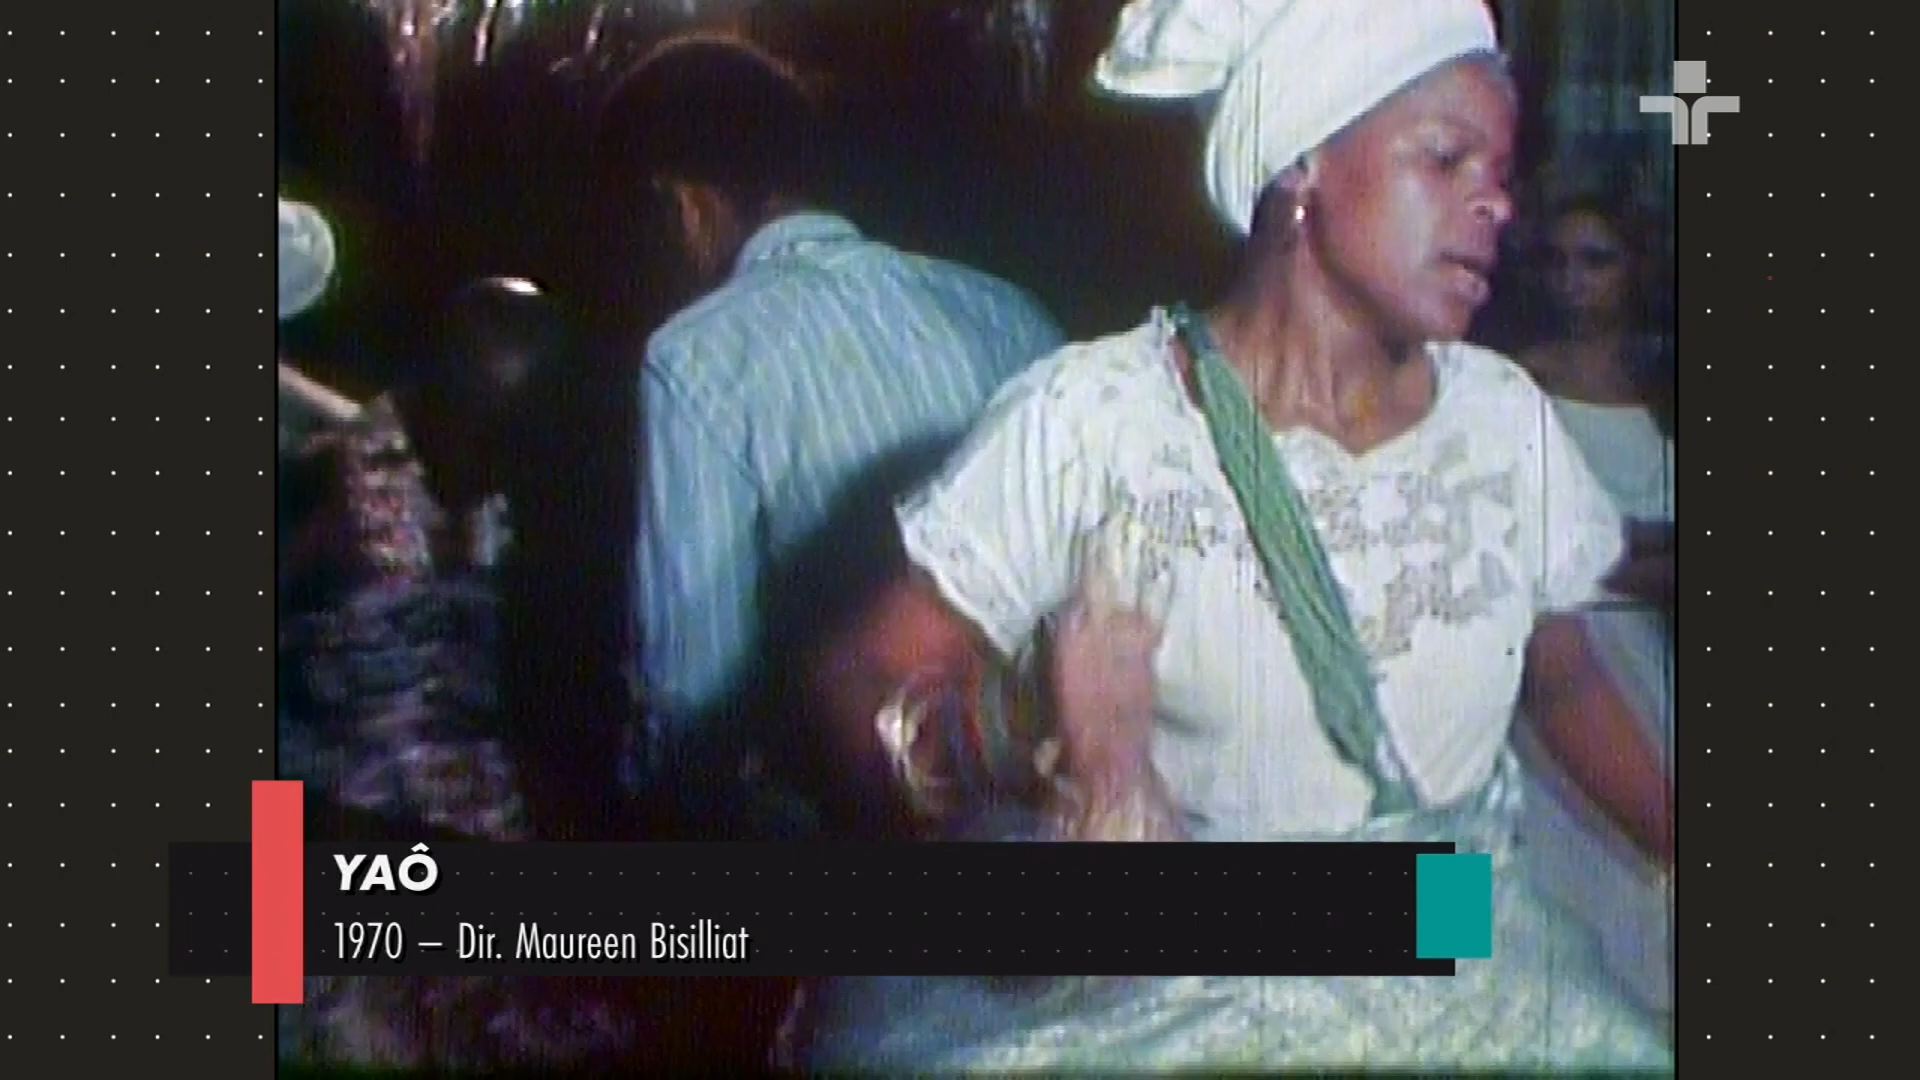 YAÔ
1970 – Dir. Maureen Bisilliat